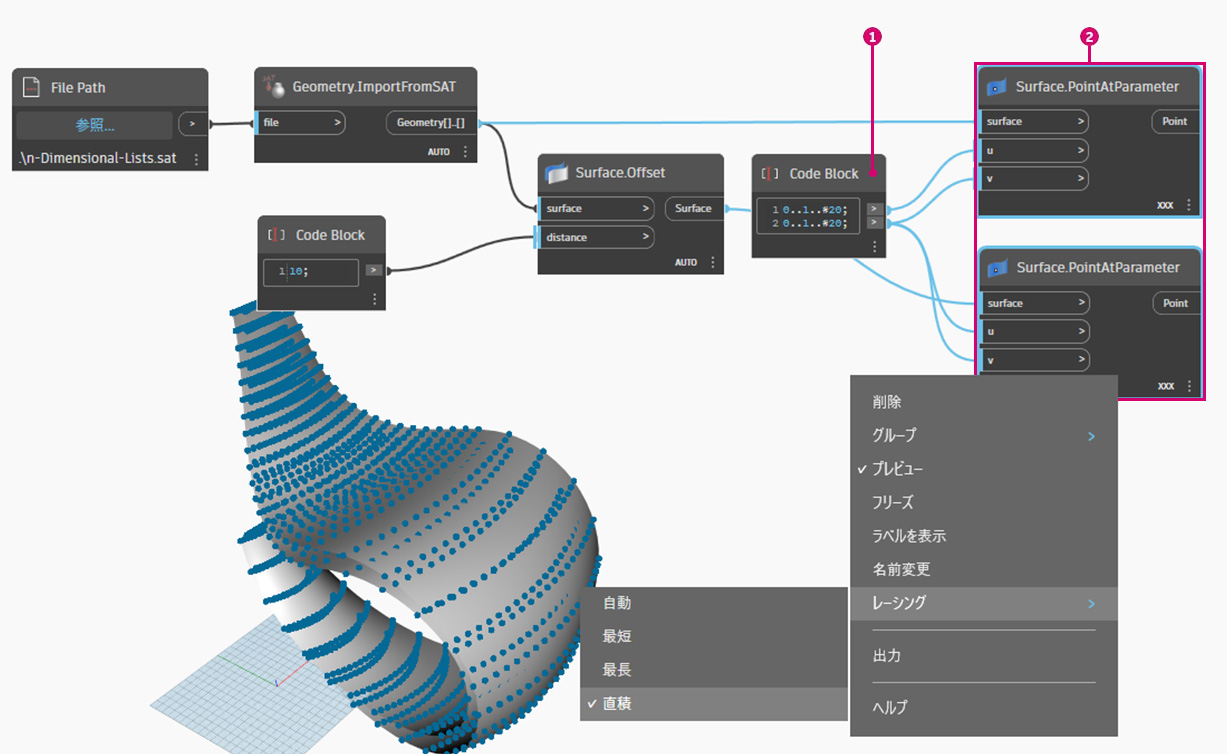 1
2
File Path
参照...
>
.\n-Dimensional-Lists.sat
SAT
Geometry.ImportFromSAT
file >
Geometry[]..[]
AUTO
Code Block
1 10;
>
Surface.Offset
surface >
Surface
distance >
AUTO
Code Block
1 0..1..#20;
2 0..1..#20;
>
>
Surface.PointAtParameter
surface >
Point
u >
v >
XXX
Surface.PointAtParameter
surface >
Point
u >
v >
XXX
削除
グループ >
✓ プレビュー
フリーズ
ラベルを表示
名前変更
レーシング >
出力
ヘルプ
自動
最短
最長
✓ 直積